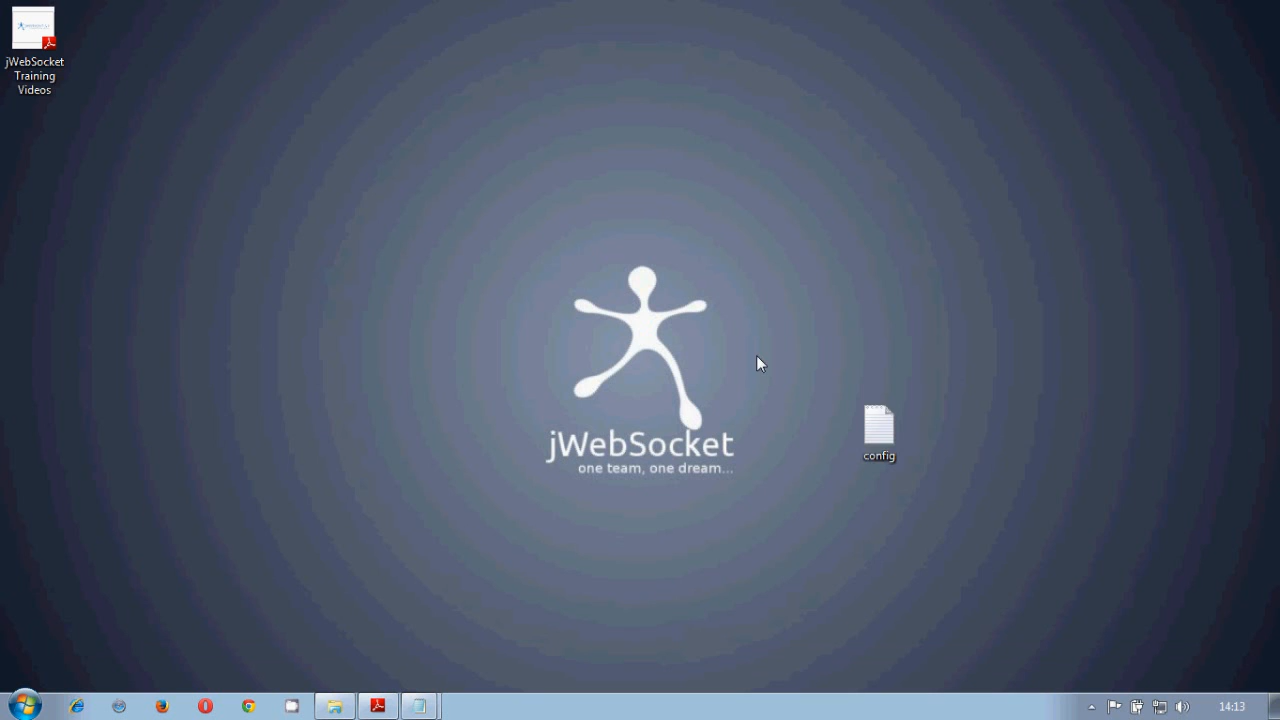 jWebSocket
Training
Videos
jWebSocket
one team, one dream...
config
14:13